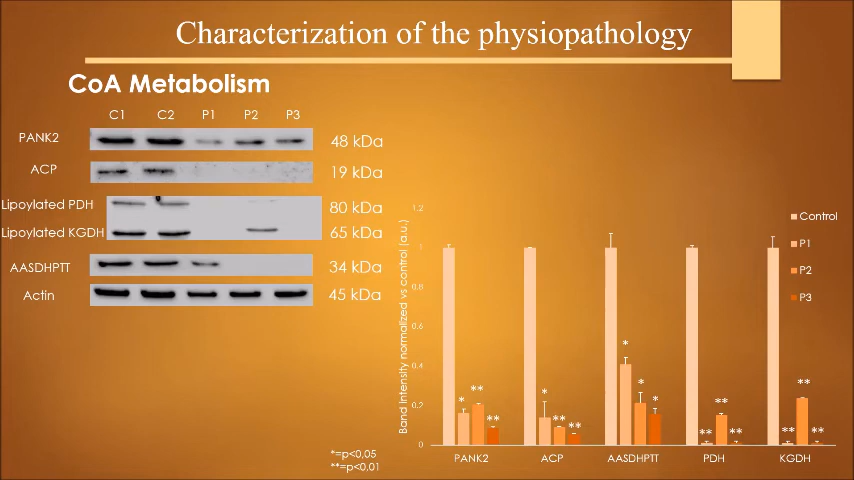 Characterization of the physiopathology
CoA Metabolism
C1 C2 P1 P2 P3
PANK2 48 kDa
ACP 19 kDa
Lipoylated PDH 80 kDa
Lipoylated KGDH 65 kDa
AASDHPTT 34 kDa
Actin 45 kDa
Band Intensity normalized vs control (a.u.)
1.2
1
0.8
0.6
0.4
0.2
0
* ** **
* ** **
* * *
** ** **
** ** **
PANK2 ACP AASDHPTT PDH KGDH
Control
P1
P2
P3
*=p<0,05
**=p<0,01